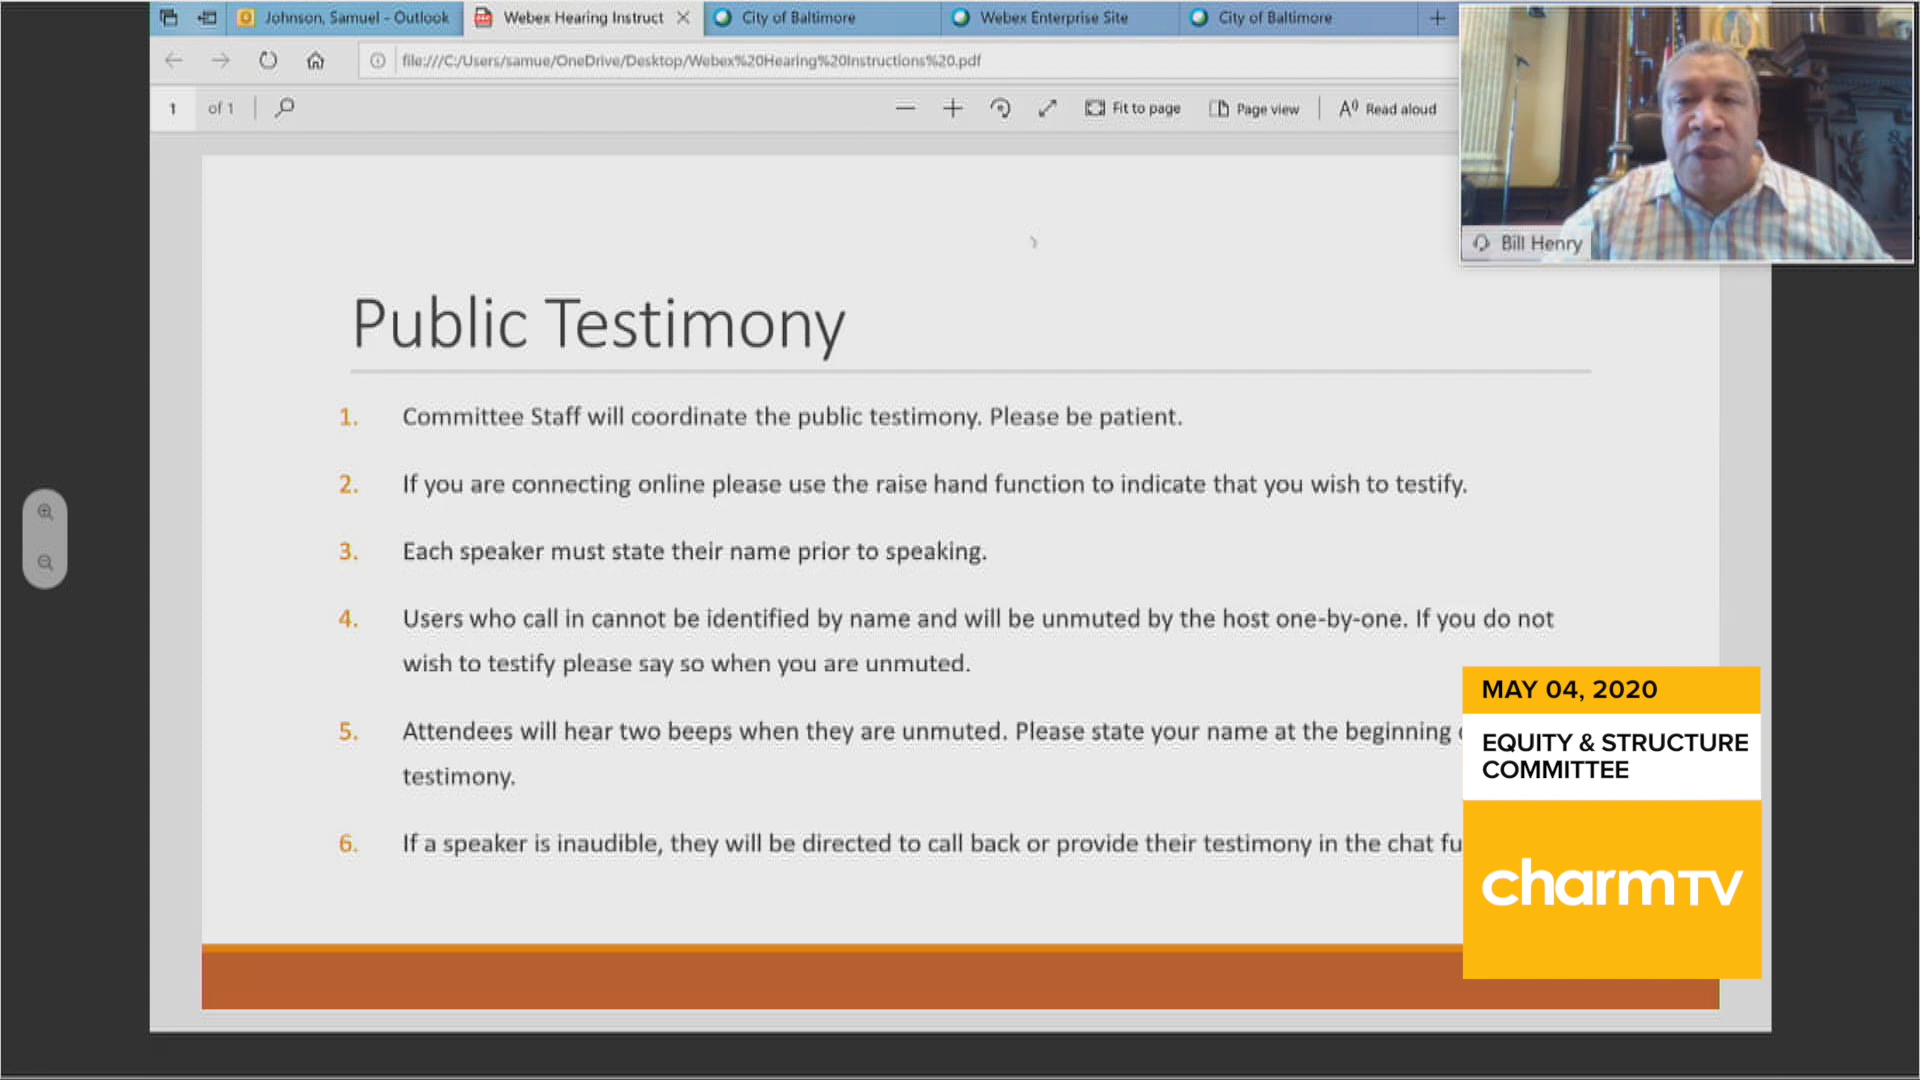 Johnson, Samuel - Outlook
Webex Hearing Instruct
City of Baltimore
Webex Enterprise Site
City of Baltimore
file:///C:/Users/samue/OneDrive/Desktop/Webex%20Hearing%20Instructions%20.pdf
1 of 1
Fit to page
Page view
Read aloud
Bill Henry
Public Testimony
1. Committee Staff will coordinate the public testimony. Please be patient.
2. If you are connecting online please use the raise hand function to indicate that you wish to testify.
3. Each speaker must state their name prior to speaking.
4. Users who call in cannot be identified by name and will be unmuted by the host one-by-one. If you do not
wish to testify please say so when you are unmuted.
5. Attendees will hear two beeps when they are unmuted. Please state your name at the beginning
testimony.
6. If a speaker is inaudible, they will be directed to call back or provide their testimony in the chat fu
MAY 04, 2020
EQUITY & STRUCTURE
COMMITTEE
charmTV